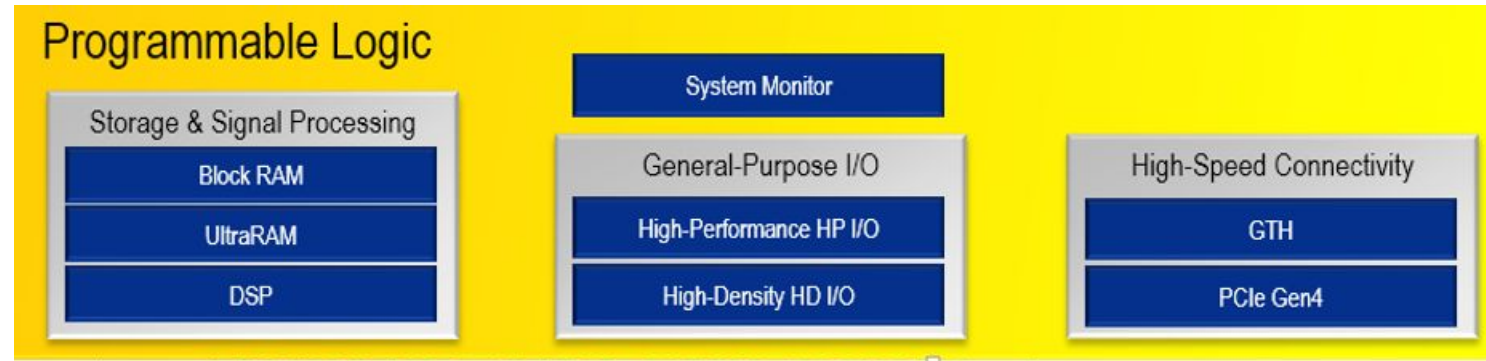 Programmable Logic
Storage & Signal Processing
Block RAM
UltraRAM
DSP
System Monitor
General-Purpose I/O
High-Performance HP I/O
High-Density HD I/O
High-Speed Connectivity
GTH
PCIe Gen4